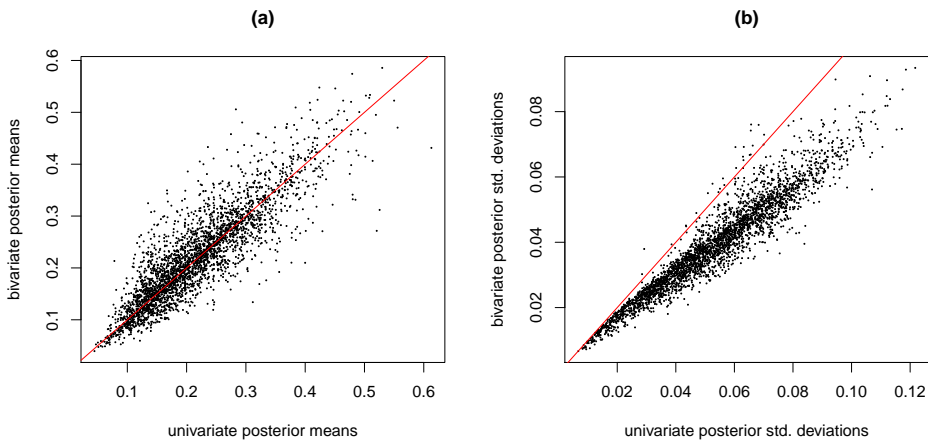 (a)
bivariate posterior means
0.6
0.5
0.4
0.3
0.2
0.1
0.1 0.2 0.3 0.4 0.5 0.6
univariate posterior means
(b)
bivariate posterior std. deviations
0.08
0.06
0.04
0.02
0.02 0.04 0.06 0.08 0.10 0.12
univariate posterior std. deviations